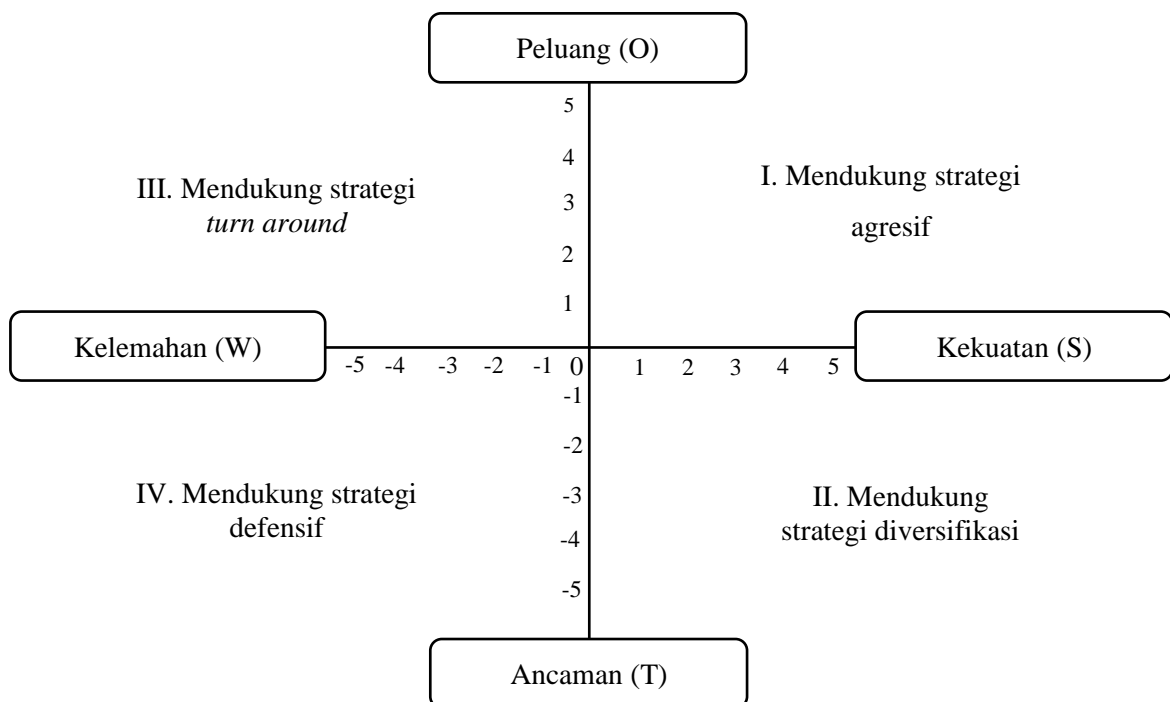 Peluang (O)
5
4
III. Mendukung strategi
turn around
3
I. Mendukung strategi
agresif
2
1
Kelemahan (W)
Kekuatan (S)
-5 -4 -3 -2 -1 0 1 2 3 4 5
-1
-2
IV. Mendukung strategi
defensif
-3
II. Mendukung
strategi diversifikasi
-4
-5
Ancaman (T)